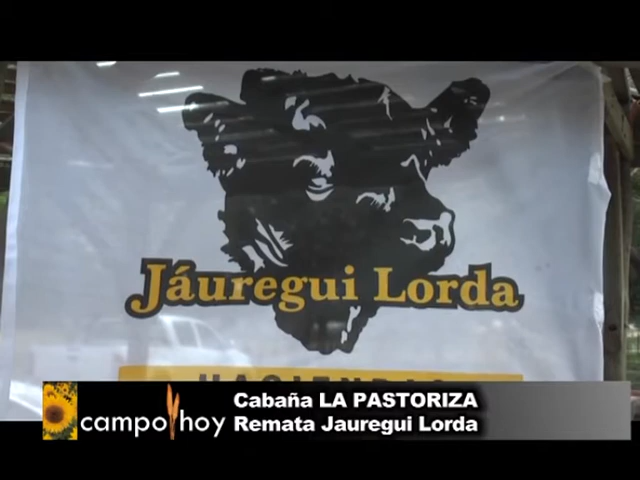 Jáuregui Lorda
campo hoy
Cabaña LA PASTORIZA
Remata Jauregui Lorda